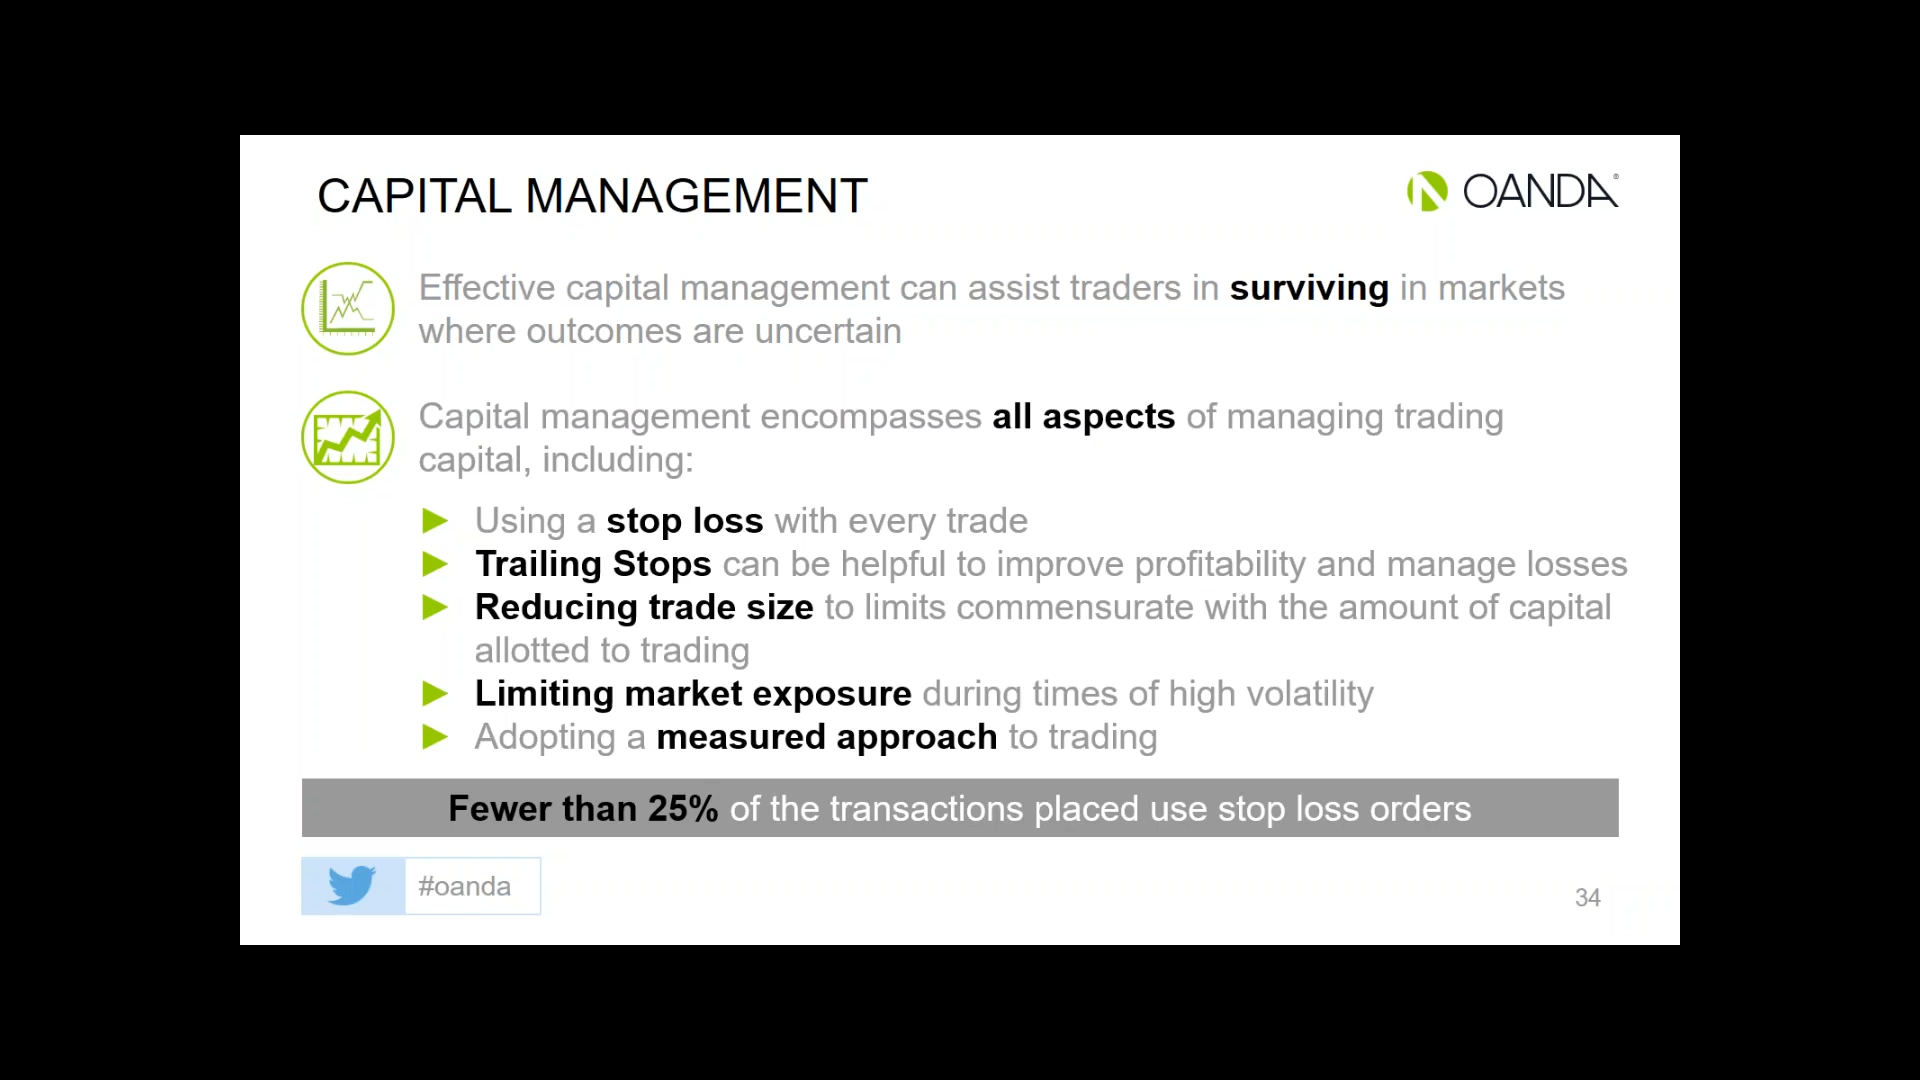 CAPITAL MANAGEMENT
OANDA®
Effective capital management can assist traders in surviving in markets
where outcomes are uncertain
Capital management encompasses all aspects of managing trading
capital, including:
► Using a stop loss with every trade
► Trailing Stops can be helpful to improve profitability and manage losses
► Reducing trade size to limits commensurate with the amount of capital
allotted to trading
► Limiting market exposure during times of high volatility
► Adopting a measured approach to trading
Fewer than 25% of the transactions placed use stop loss orders
#oanda
34